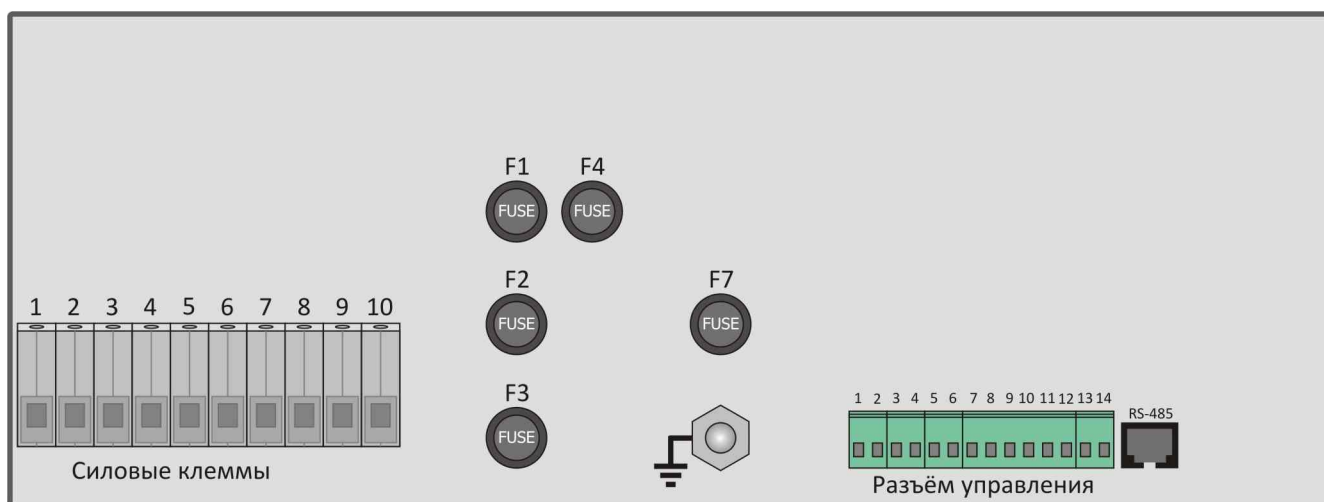 F1 F4
FUSE FUSE
F2 F7
1 2 3 4 5 6 7 8 9 10
FUSE FUSE
F3
1 2 3 4 5 6 7 8 9 10 11 12 13 14
RS-485
FUSE
Силовые клеммы
Разъём управления